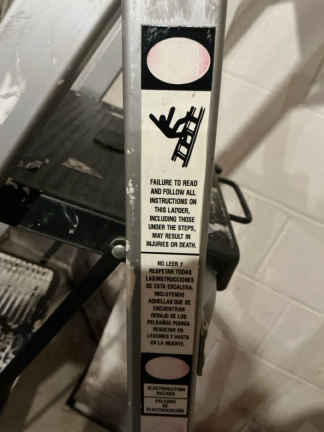 FAILURE TO READ
AND FOLLOW ALL
INSTRUCTIONS ON
THIS LADDER,
INCLUDING THOSE
UNDER THE STEPS,
MAY RESULT IN
INJURIES OR DEATH.
NO LEER Y
RESPETAR TODAS
LAS INSTRUCCIONES
DE ESTA ESCALERA,
INCLUYENDO
AQUELLAS QUE SE
ENCUENTRAN
DEBAJO DE LOS
PELDAÑOS PODRIA
RESULTAR EN
LESIONES Y HASTA
EN LA MUERTE.
ELECTROCUTION
HAZARD
PELIGRO
DE
ELECTROCUCIÓN